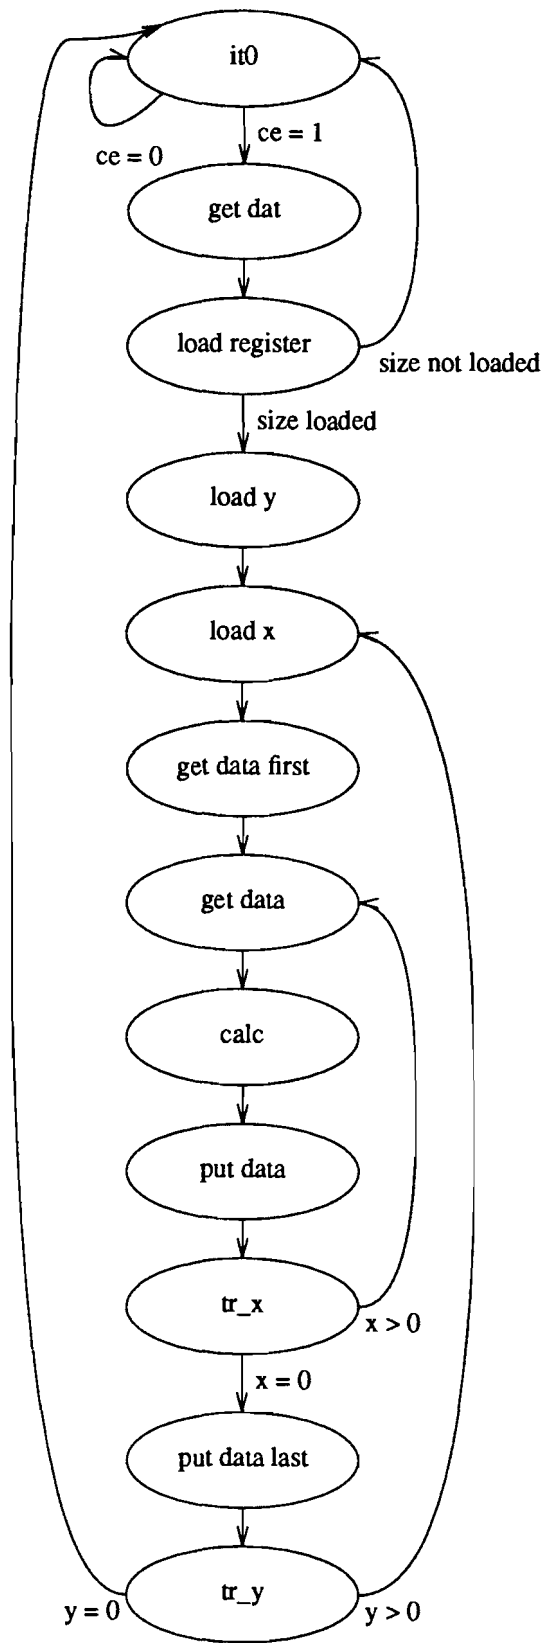 it0
ce = 0
ce = 1
get dat
load register
size not loaded
size loaded
load y
load x
get data first
get data
calc
put data
tr_x
x > 0
x = 0
put data last
tr_y
y = 0
y > 0